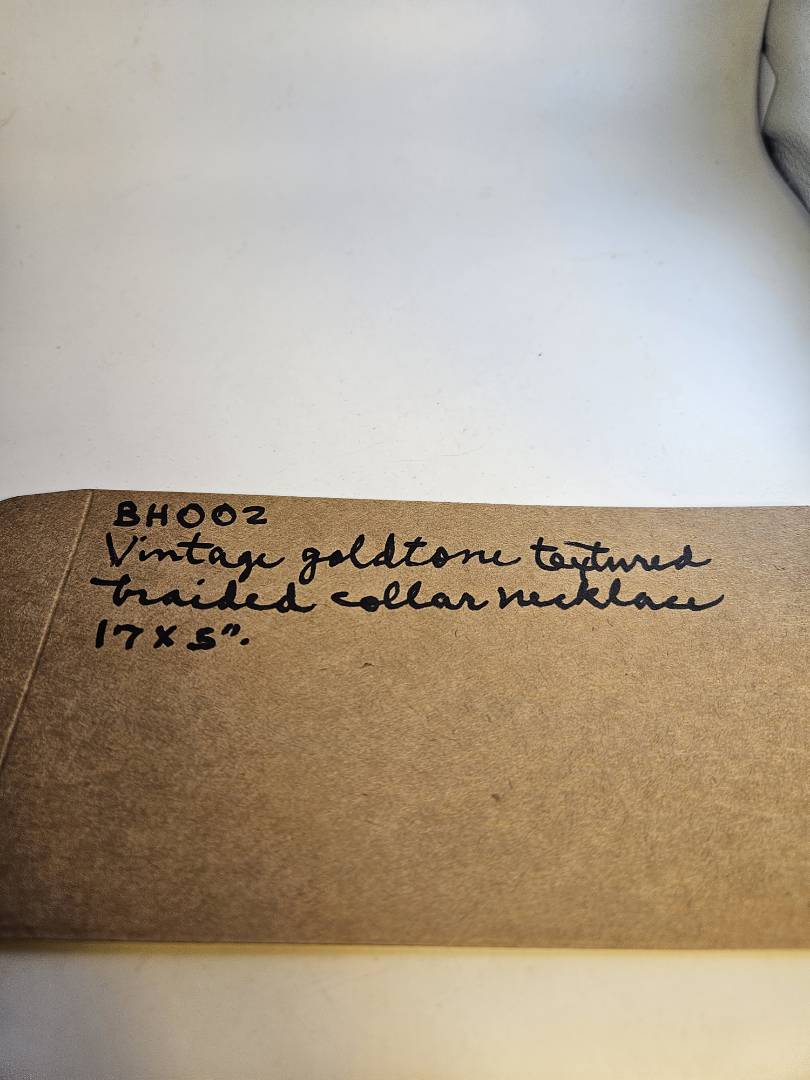 BH002
Vintage goldtone textured
braided collar necklace
17 x 5".